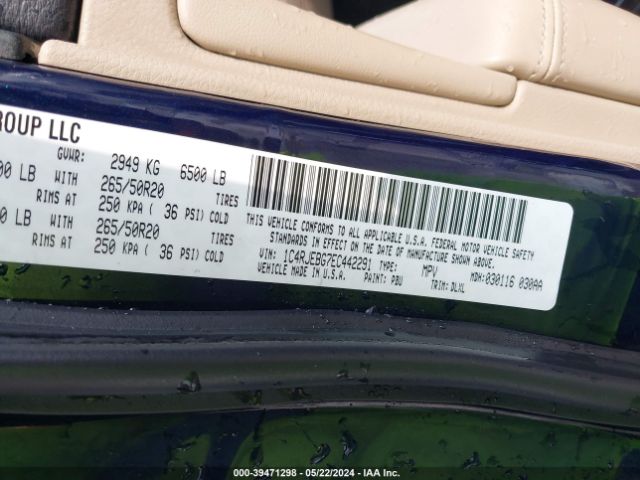 ROUP LLC
GVWR: 2949 KG 6500 LB
00 LB WITH 265/50R20 TIRES
RIMS AT 250 KPA ( 36 PSI) COLD
0 LB WITH 265/50R20 TIRES
RIMS AT 250 KPA ( 36 PSI) COLD
THIS VEHICLE CONFORMS TO ALL APPLICABLE U.S.A. FEDERAL MOTOR VEHICLE SAFETY
STANDARDS IN EFFECT ON THE DATE OF MANUFACTURE SHOWN ABOVE.
VIN: 1C4RJEBG7EC442291 TYPE: MPV MDH:030116 030AA
VEHICLE MADE IN U.S.A. PAINT: PBU TRIM: DLXL
000-39471298 - 05/22/2024 - IAA Inc.